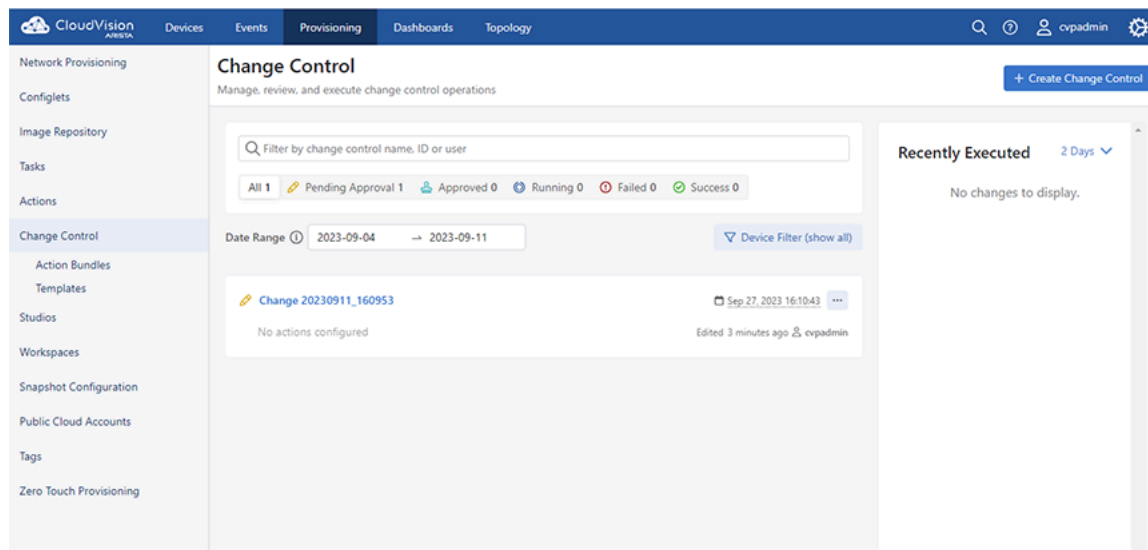 CloudVision
ARISTA
Devices
Events
Provisioning
Dashboards
Topology
cvpadmin
Network Provisioning
Configlets
Image Repository
Tasks
Actions
Change Control
Action Bundles
Templates
Studios
Workspaces
Snapshot Configuration
Public Cloud Accounts
Tags
Zero Touch Provisioning
Change Control
Manage, review, and execute change control operations
+ Create Change Control
Filter by change control name, ID or user
All 1 Pending Approval 1 Approved 0 Running 0 Failed 0 Success 0
Date Range 2023-09-04 → 2023-09-11
Device Filter (show all)
Change 20230911_160953
Sep 27, 2023 16:10:43 ...
No actions configured
Edited 3 minutes ago cvpadmin
Recently Executed
2 Days
No changes to display.